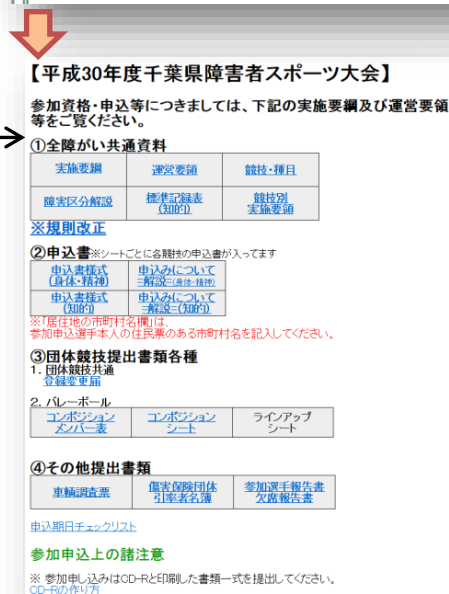 【平成30年度千葉県障害者スポーツ大会】
参加資格・申込等につきましては、下記の実施要綱及び運営要領
等をご覧ください。
①全障がい共通資料
実施要綱 運営要領 競技・種目
障害区分解説 標準記録表
(知的) 競技別
実施要領
※規則改正
②申込書※シートごとに各競技の申込書が入ってます
申込書様式
(身体・精神) 申込みについて
=解説=(身体・精神)
申込書様式
(知的) 申込みについて
=解説=(知的)
※「居住地の市町村名欄」は、
参加申込選手本人の住民票のある市町村名を記入してください。
③団体競技提出書類各種
1. 団体競技共通
登録変更届
2. バレーボール
コンポジション
メンバー表 コンポジション
シート ラインアップ
シート
④その他提出書類
車輌調査票 傷害保険団体
引率者名簿 参加選手報告書
欠席報告書
申込期日チェックリスト
参加申込上の諸注意
※ 参加申し込みはCD-Rと印刷した書類一式を提出してください。
CD-Rの作り方